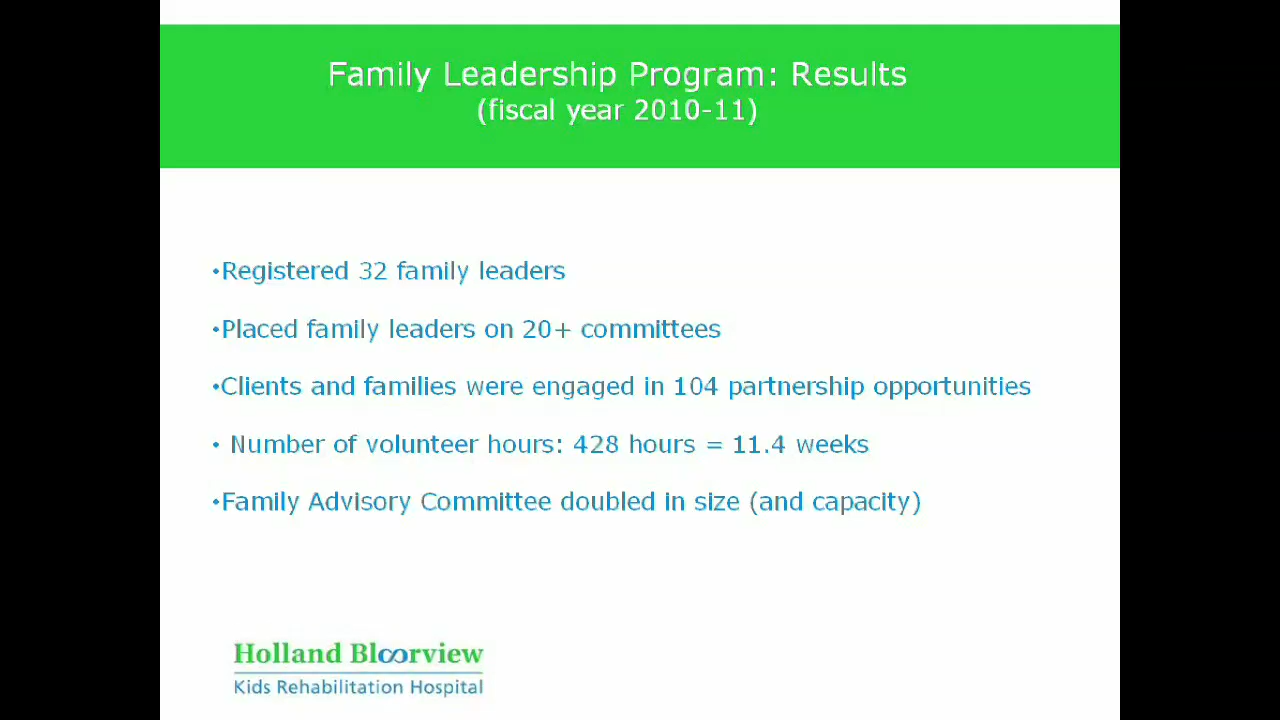 Family Leadership Program: Results
(fiscal year 2010-11)
•Registered 32 family leaders
•Placed family leaders on 20+ committees
•Clients and families were engaged in 104 partnership opportunities
• Number of volunteer hours: 428 hours = 11.4 weeks
•Family Advisory Committee doubled in size (and capacity)
Holland Bloorview
Kids Rehabilitation Hospital